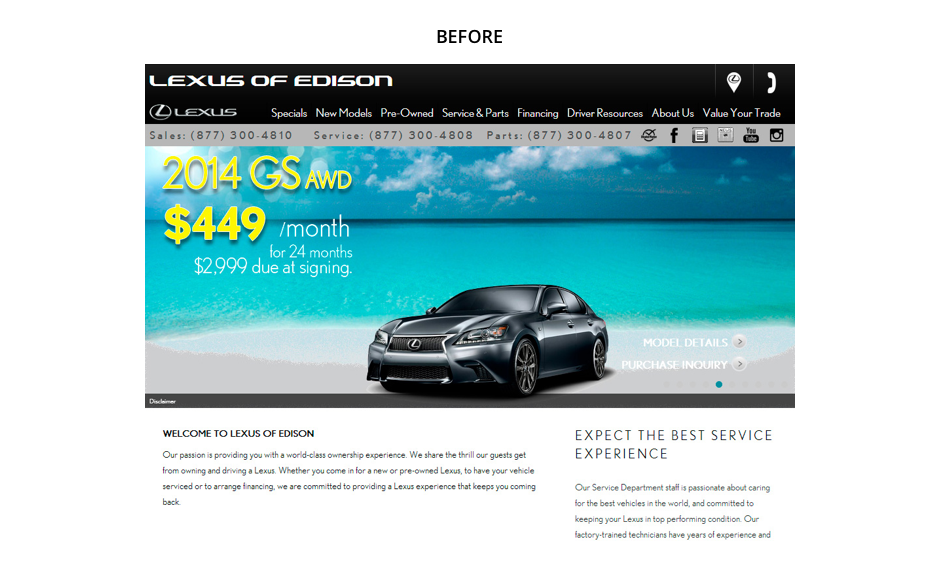 BEFORE
LEXUS OF EDISON
LEXUS Specials New Models Pre-Owned Service & Parts Financing Driver Resources About Us Value Your Trade
Sales: (877) 300-4810 Service: (877) 300-4808 Parts: (877) 300-4807 You Tube
2014 GS AWD
$449 /month
for 24 months
$2,999 due at signing.
MODEL DETAILS
PURCHASE INQUIRY
Disclaimer
WELCOME TO LEXUS OF EDISON
Our passion is providing you with a world-class ownership experience. We share the thrill our guests get
from owning and driving a Lexus. Whether you come in for a new or pre-owned Lexus, to have your vehicle
serviced or to arrange financing, we are committed to providing a Lexus experience that keeps you coming
back.
EXPECT THE BEST SERVICE
EXPERIENCE
Our Service Department staff is passionate about caring
for the best vehicles in the world, and committed to
keeping your Lexus in top performing condition. Our
factory-trained technicians have years of experience and